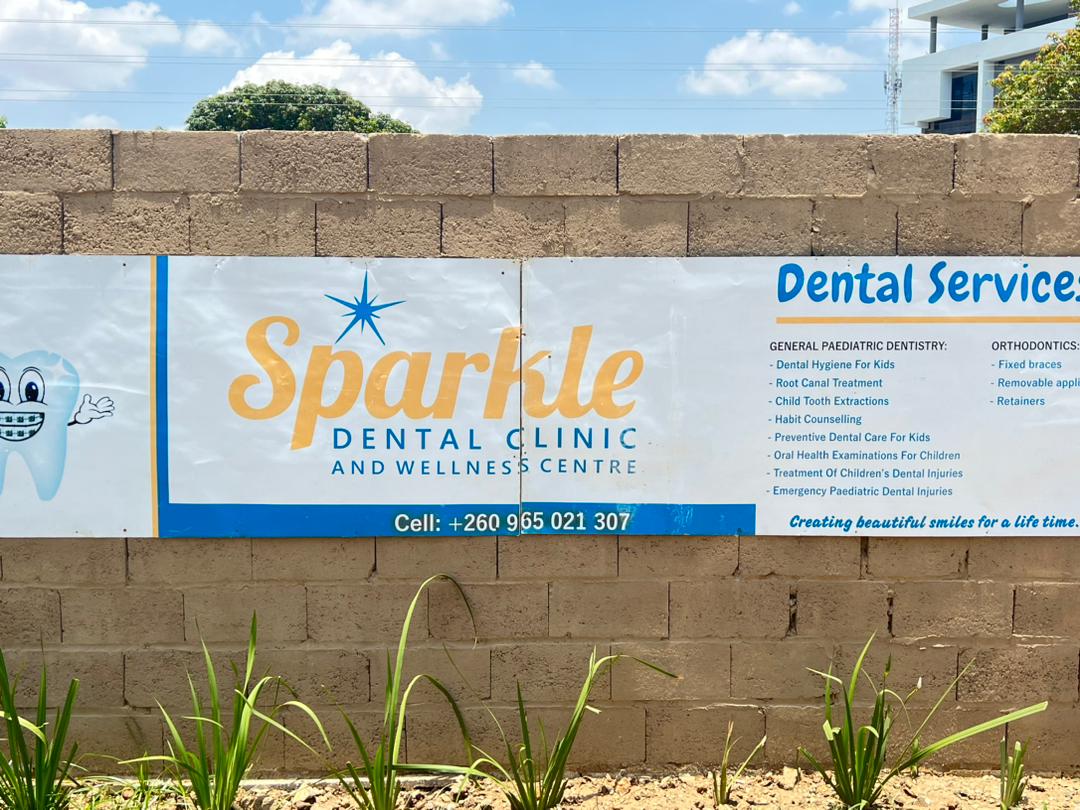 Sparkle
DENTAL CLINIC
AND WELLNESS CENTRE
Cell: +260 965 021 307
Dental Services
GENERAL PAEDIATRIC DENTISTRY:
- Dental Hygiene For Kids
- Root Canal Treatment
- Child Tooth Extractions
- Habit Counselling
- Preventive Dental Care For Kids
- Oral Health Examinations For Children
- Treatment Of Children's Dental Injuries
- Emergency Paediatric Dental Injuries
ORTHODONTICS:
- Fixed braces
- Removable appli
- Retainers
Creating beautiful smiles for a life time.